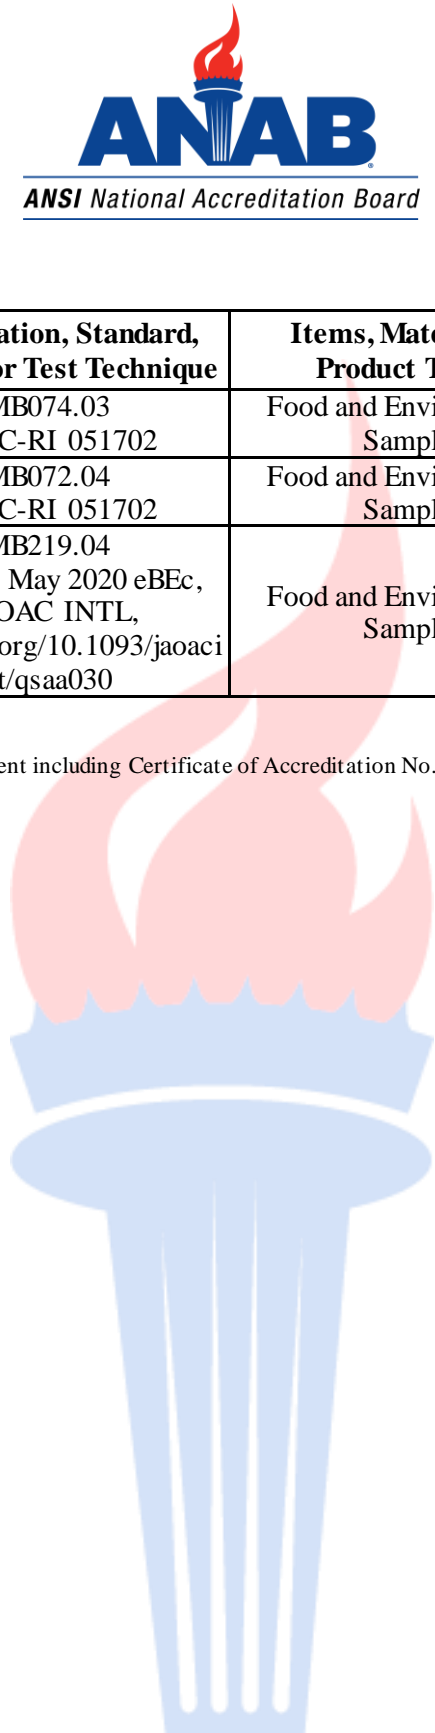 ANAB
ANSI National Accreditation Board
ation, Standard,
or Test Technique
Items, Mate
Product T
MB074.03
C-RI 051702
Food and Envi
Sampl
MB072.04
C-RI 051702
Food and Envi
Sampl
MB219.04
May 2020 eBEc,
OAC INTL,
org/10.1093/jaoaci
t/qsaa030
Food and Envi
Sampl
ent including Certificate of Accreditation No.